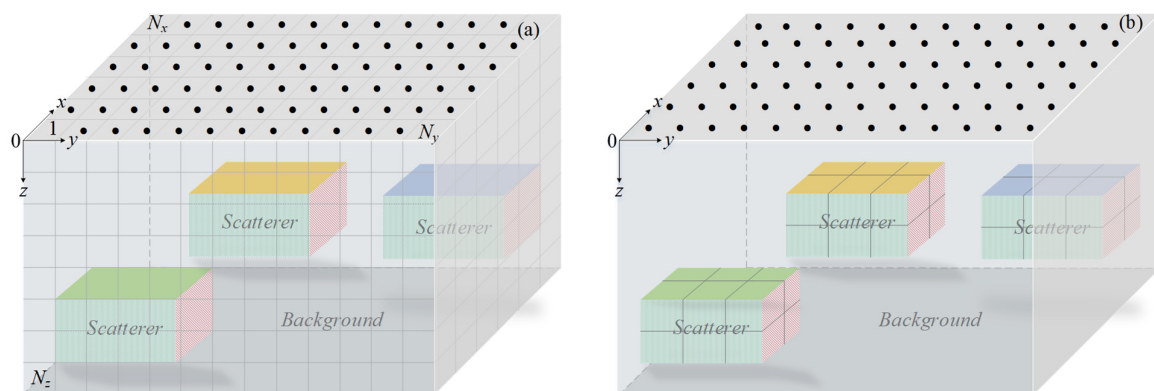 N_x
(a)
x
1
0
y
N_y
z
Scatterer
Scatterer
Scatterer
Background
N_z
(b)
x
0
y
z
Scatterer
Scatterer
Scatterer
Background